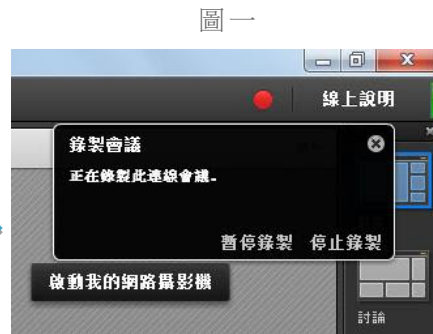 圖一
線上說明
錄製會議
正在錄製此連線會議。
暫停錄製 停止錄製
啟動我的網路攝影機
討論